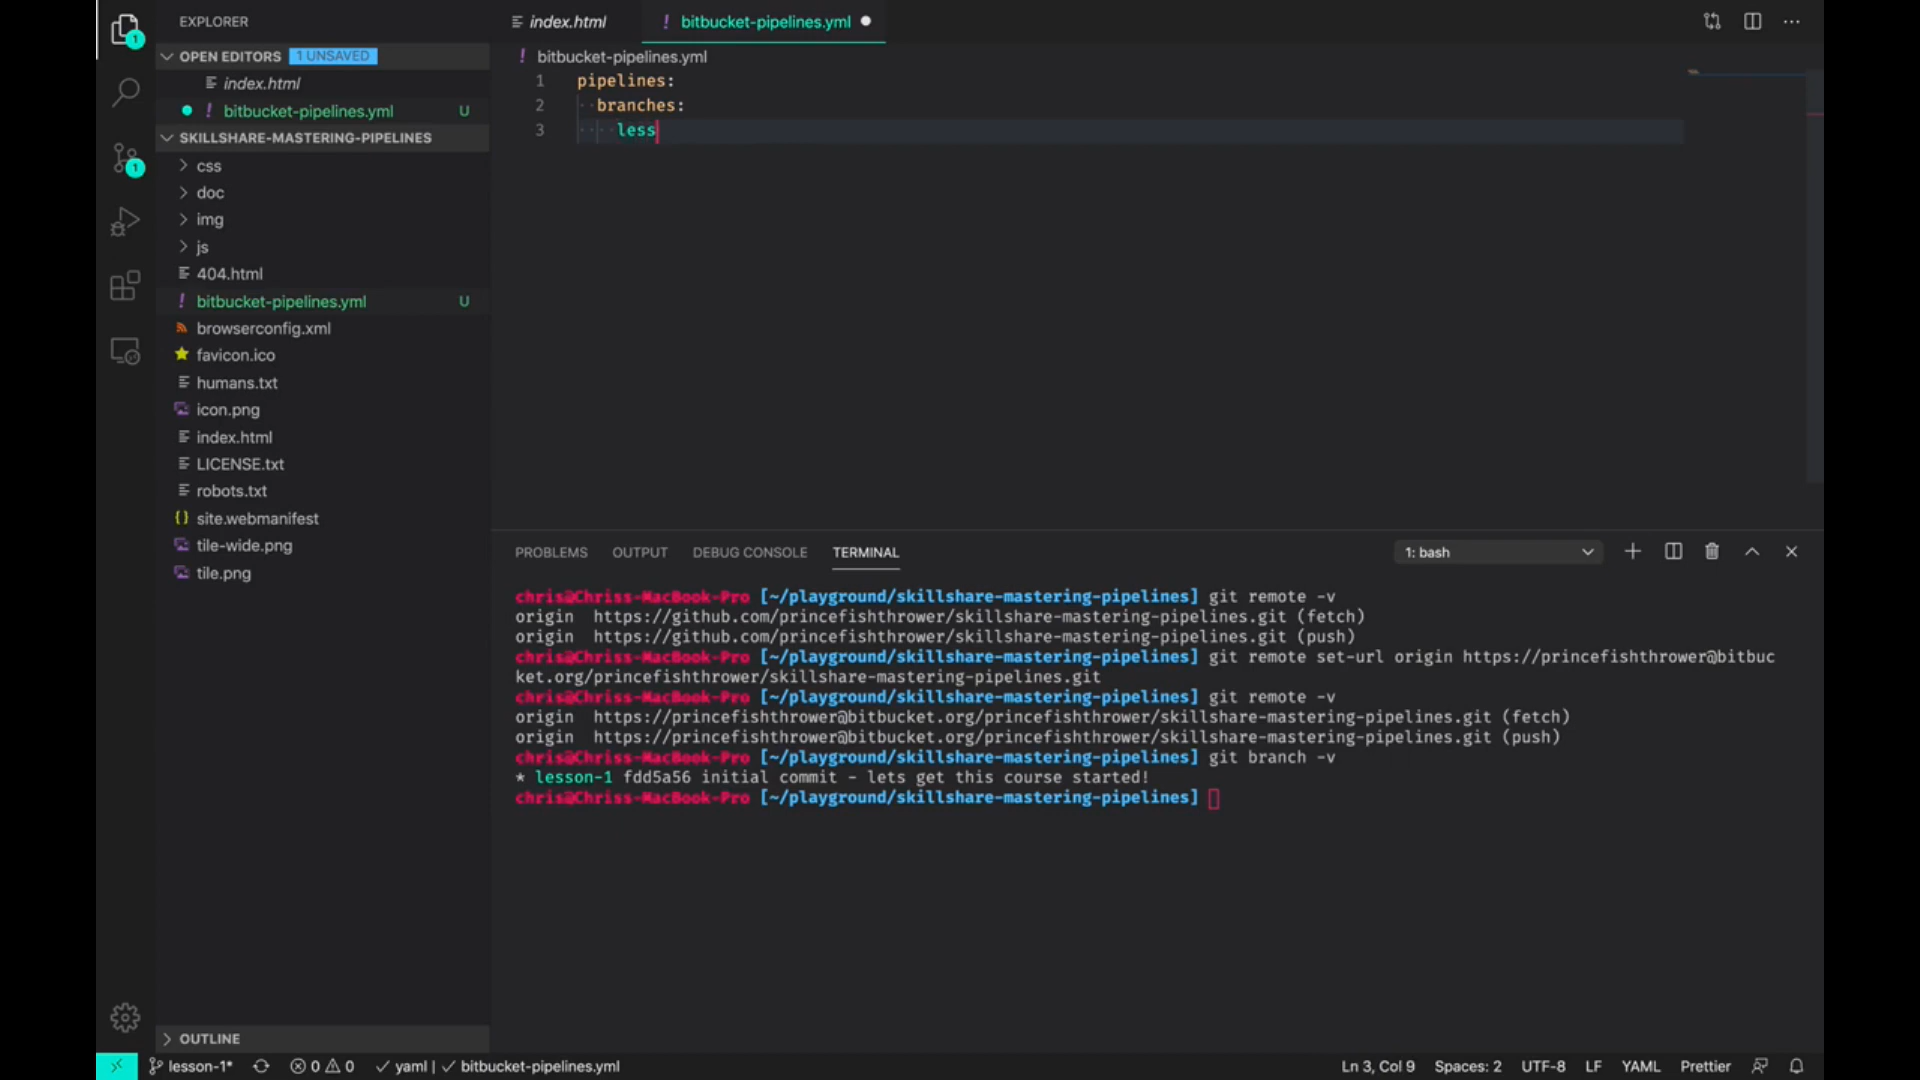 EXPLORER
OPEN EDITORS 1 UNSAVED
index.html
bitbucket-pipelines.yml U
SKILLSHARE-MASTERING-PIPELINES
css
doc
img
js
404.html
bitbucket-pipelines.yml U
browserconfig.xml
favicon.ico
humans.txt
icon.png
index.html
LICENSE.txt
robots.txt
site.webmanifest
tile-wide.png
tile.png
OUTLINE
index.html ! bitbucket-pipelines.yml
! bitbucket-pipelines.yml
1 pipelines:
2 branches:
3 less
PROBLEMS OUTPUT DEBUG CONSOLE TERMINAL 1: bash
chris@Chriss-MacBook-Pro [~/playground/skillshare-mastering-pipelines] git remote -v
origin https://github.com/princefishthrower/skillshare-mastering-pipelines.git (fetch)
origin https://github.com/princefishthrower/skillshare-mastering-pipelines.git (push)
chris@Chriss-MacBook-Pro [~/playground/skillshare-mastering-pipelines] git remote set-url origin https://princefishthrower@bitbuc
ket.org/princefishthrower/skillshare-mastering-pipelines.git
chris@Chriss-MacBook-Pro [~/playground/skillshare-mastering-pipelines] git remote -v
origin https://princefishthrower@bitbucket.org/princefishthrower/skillshare-mastering-pipelines.git (fetch)
origin https://princefishthrower@bitbucket.org/princefishthrower/skillshare-mastering-pipelines.git (push)
chris@Chriss-MacBook-Pro [~/playground/skillshare-mastering-pipelines] git branch -v
* lesson-1 fdd5a56 initial commit - lets get this course started!
chris@Chriss-MacBook-Pro [~/playground/skillshare-mastering-pipelines]
lesson-1* 0 0 yaml | bitbucket-pipelines.yml Ln 3, Col 9 Spaces: 2 UTF-8 LF YAML Prettier